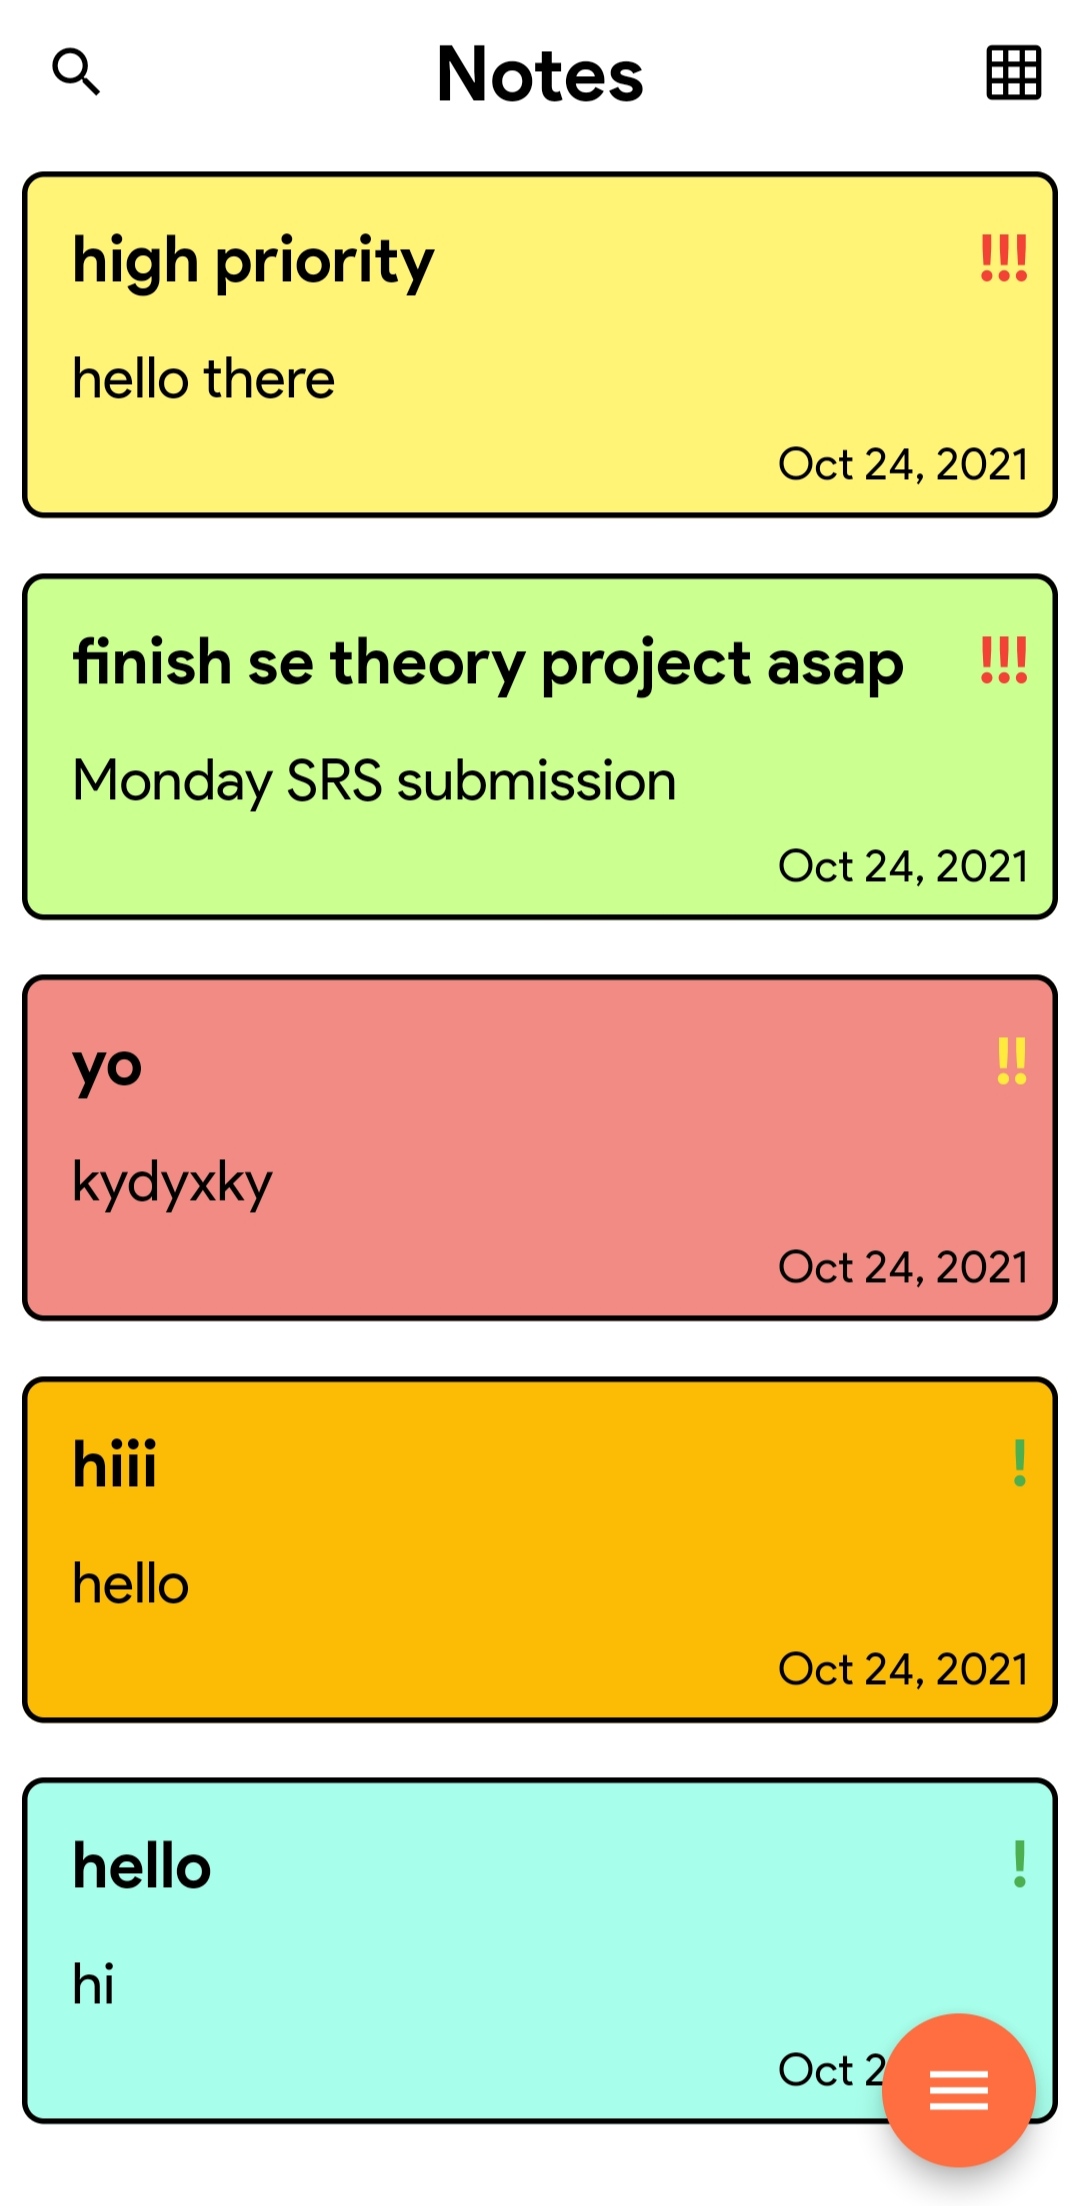 Notes
high priority
!!!
hello there
Oct 24, 2021
finish se theory project asap
!!!
Monday SRS submission
Oct 24, 2021
yo
!!
kydyxky
Oct 24, 2021
hiii
!
hello
Oct 24, 2021
hello
!
hi
Oct 2